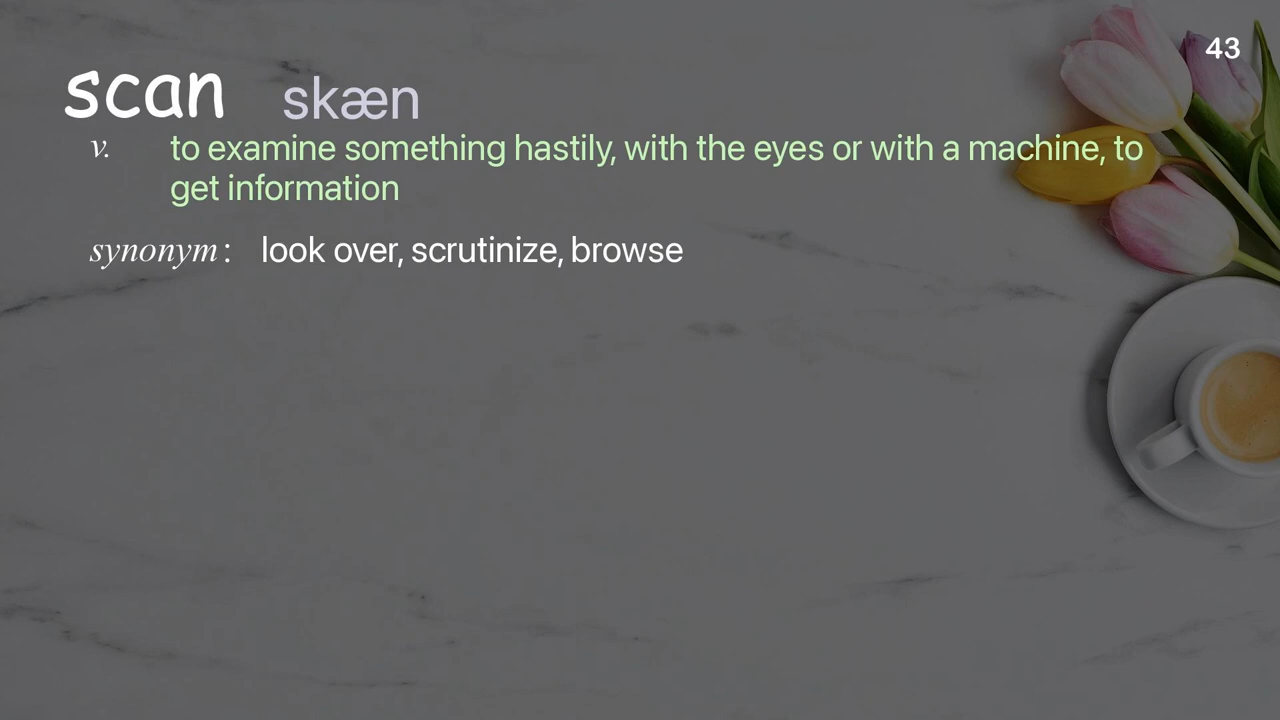 43
scan skæn
v. to examine something hastily, with the eyes or with a machine, to
get information
synonym : look over, scrutinize, browse